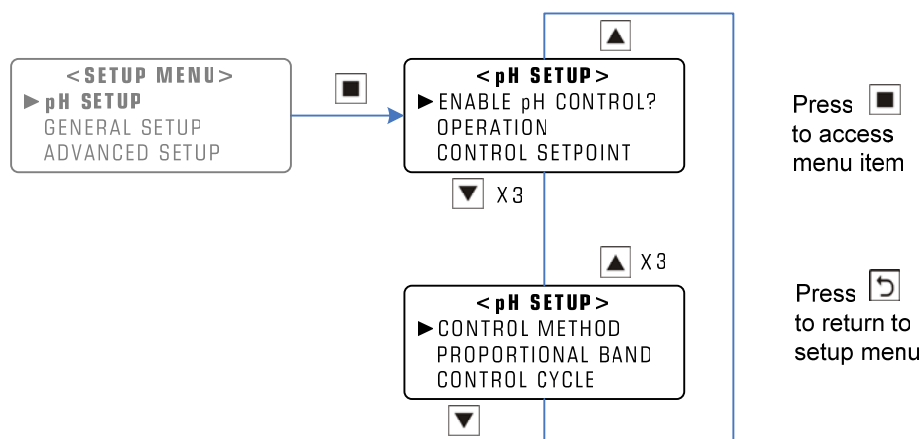 <SETUP MENU>
▶ pH SETUP
GENERAL SETUP
ADVANCED SETUP
<pH SETUP>
▶ENABLE pH CONTROL?
OPERATION
CONTROL SETPOINT
X3
X3
<pH SETUP>
▶CONTROL METHOD
PROPORTIONAL BAND
CONTROL CYCLE
Press
to access
menu item
Press
to return to
setup menu